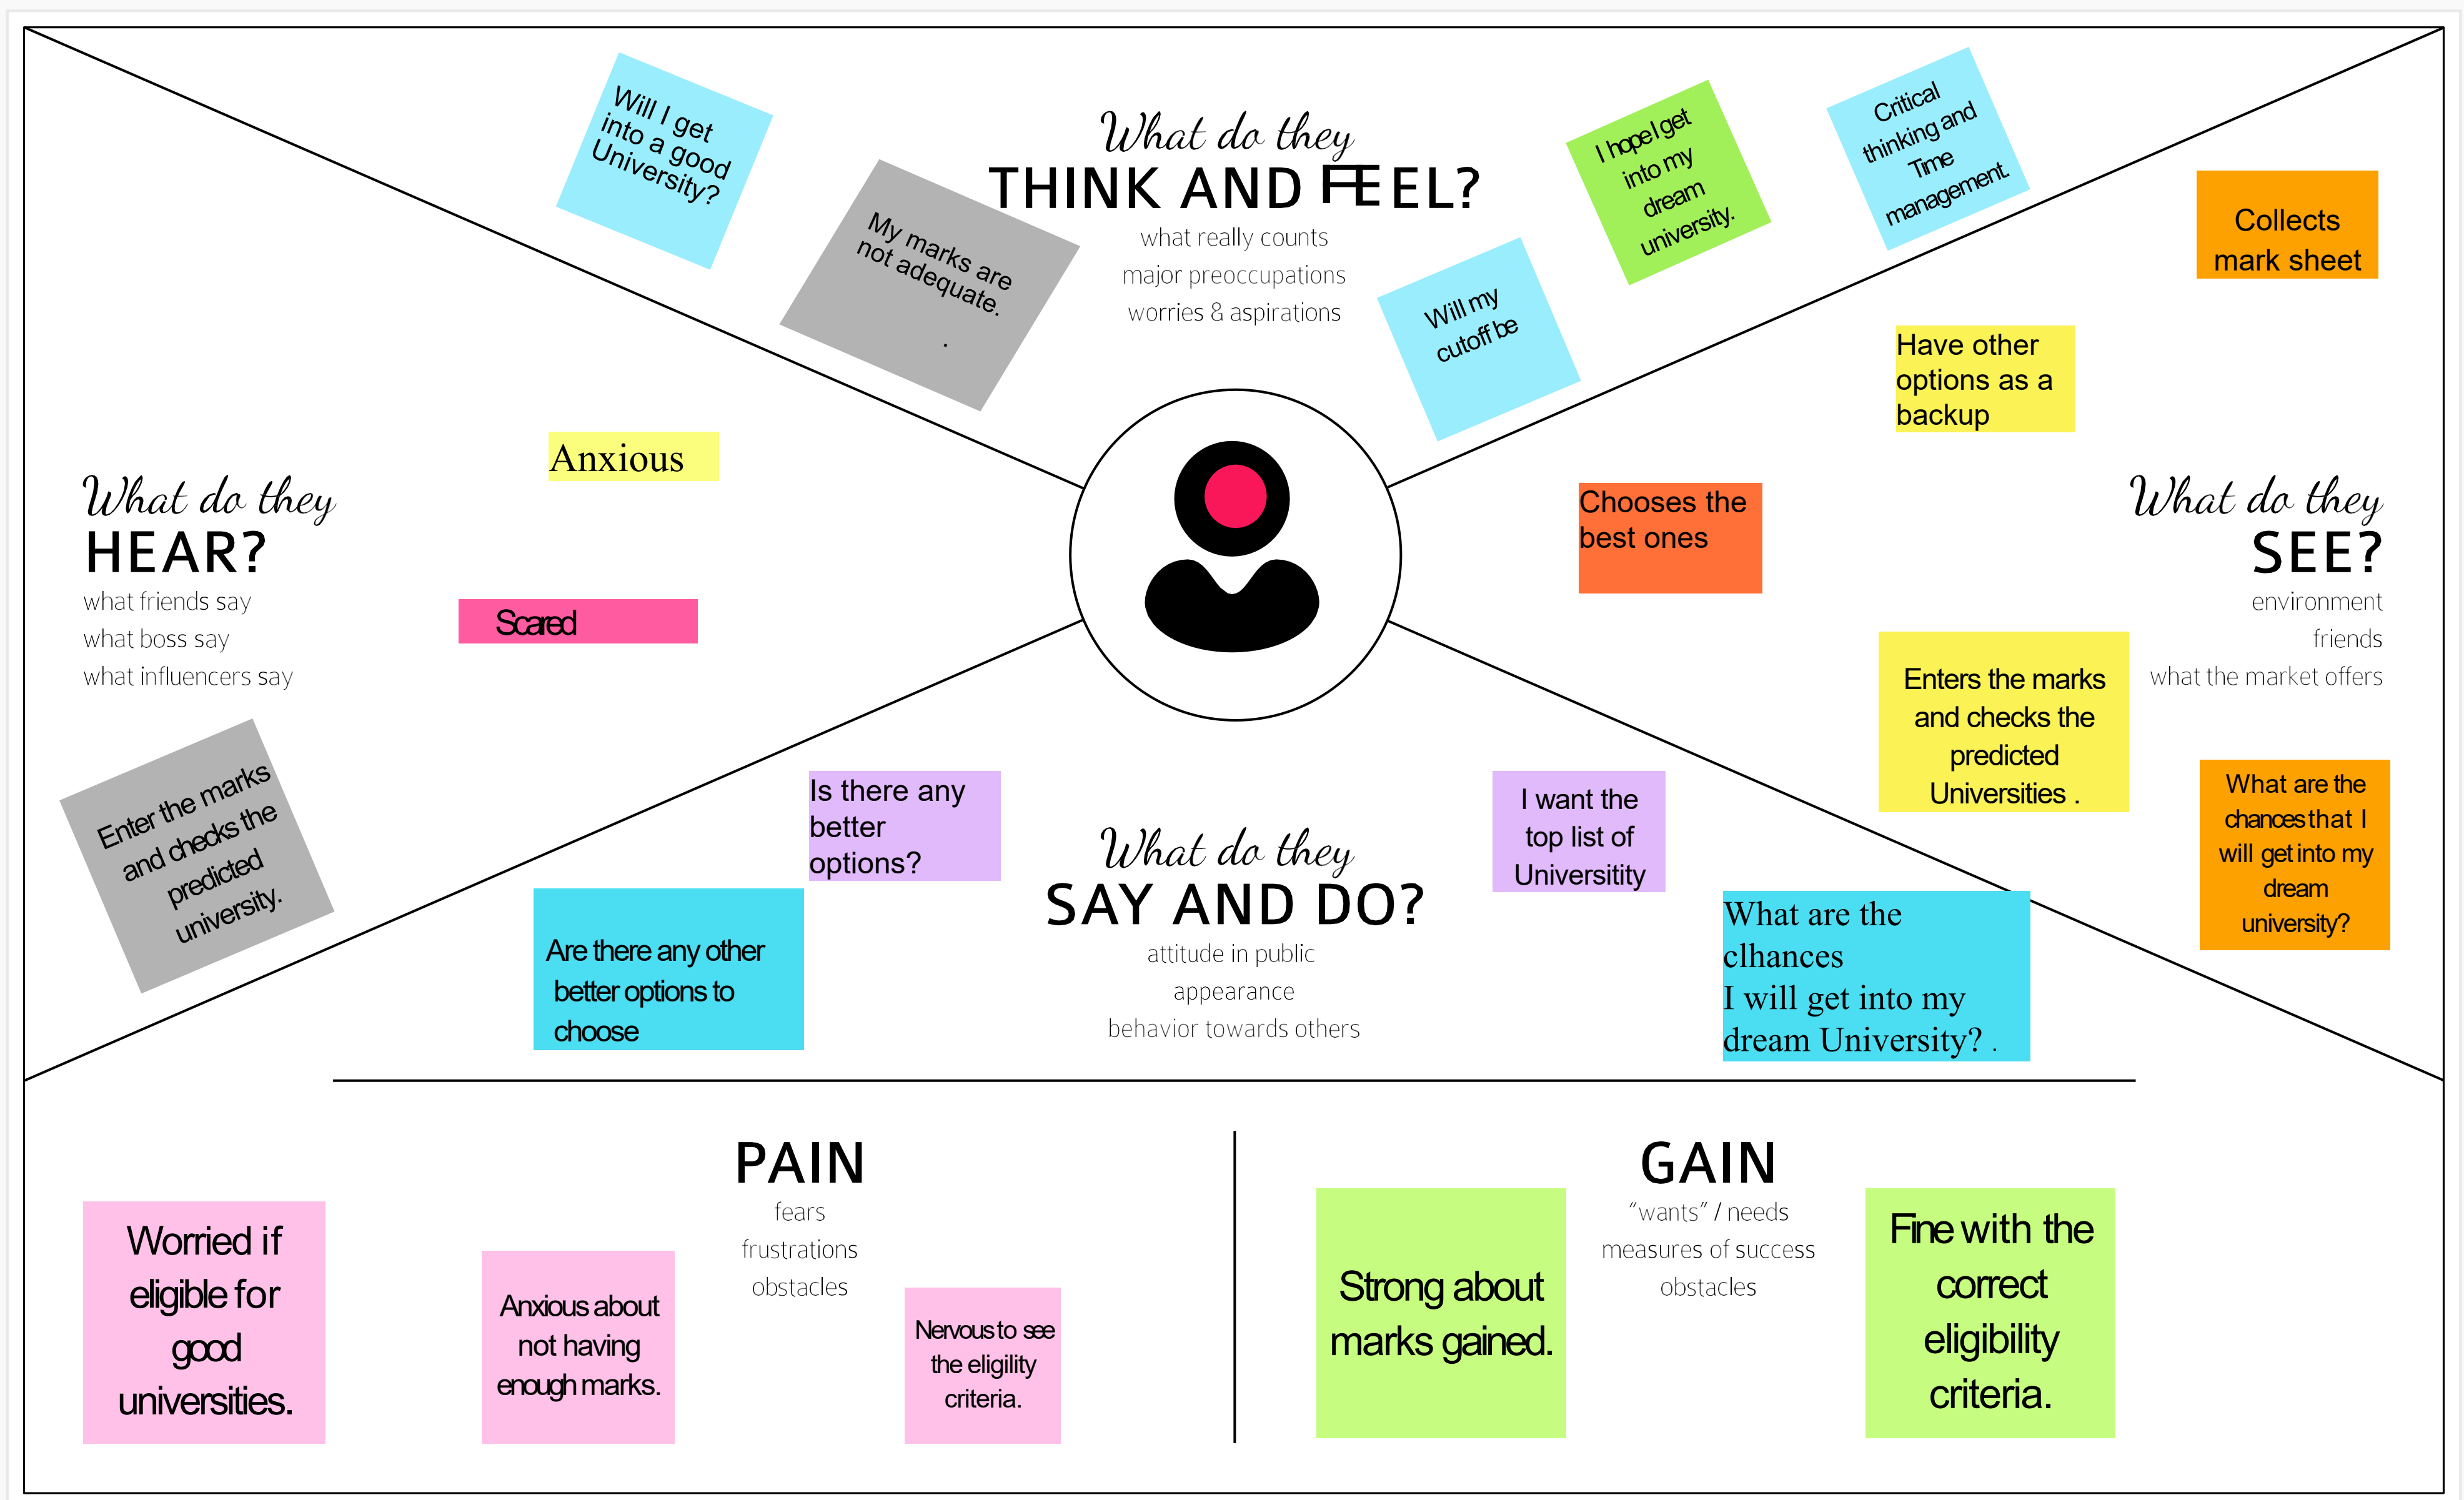 Will I get
into a good
University?
My marks are
not adequate.
.
What do they
THINK AND FEEL?
what really counts
major preoccupations
worries & aspirations
Will my
cutoff be
I hope I get
into my
dream
university.
Critical
thinking and
Time
management.
What do they
HEAR?
what friends say
what boss say
what influencers say
Anxious
Scared
Enter the marks
and checks the
predicted
university.
Collects
mark sheet
Have other
options as a
backup
Chooses the
best ones
What do they
SEE?
environment
friends
what the market offers
Enters the marks
and checks the
predicted
Universities .
What are the
chances that I
will get into my
dream
university?
Is there any
better
options?
Are there any other
better options to
choose
What do they
SAY AND DO?
attitude in public
appearance
behavior towards others
I want the
top list of
Universitity
What are the
clhances
I will get into my
dream University? .
PAIN
fears
frustrations
obstacles
Worried if
eligible for
good
universities.
Anxious about
not having
enough marks.
Nervous to see
the eligility
criteria.
GAIN
“wants” / needs
measures of success
obstacles
Strong about
marks gained.
Fine with the
correct
eligibility
criteria.